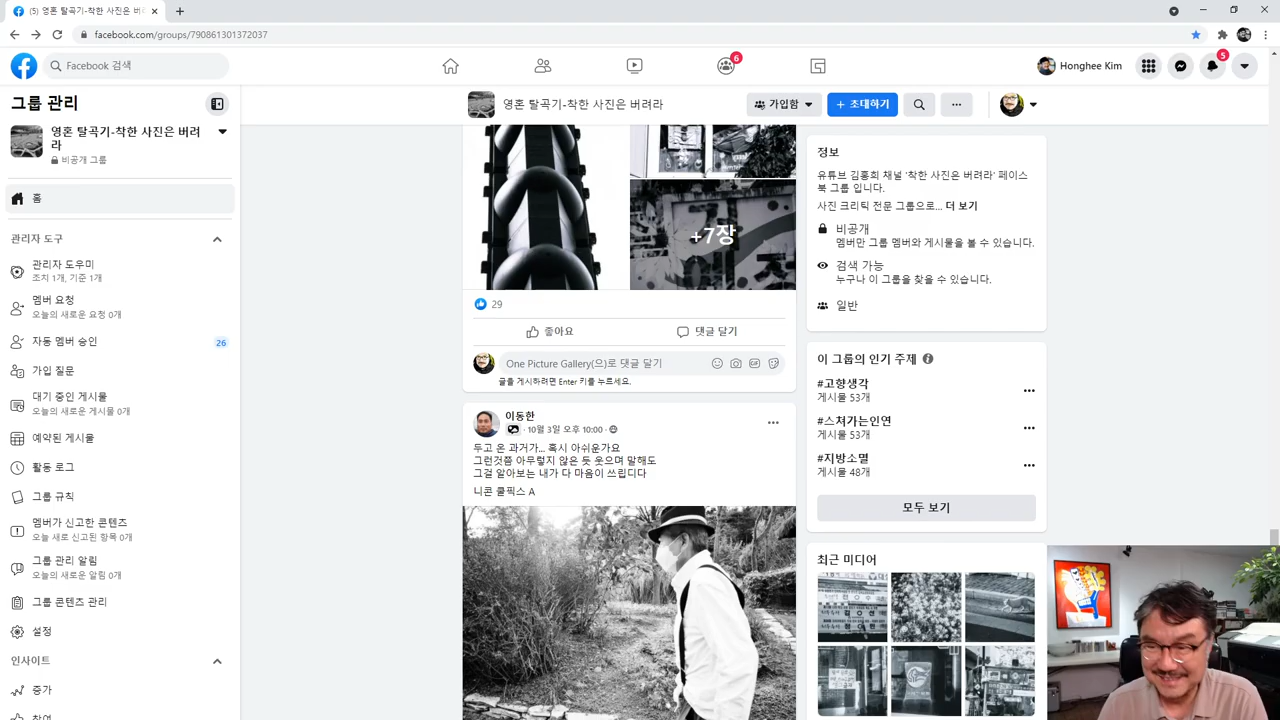 (5) 영혼 탈곡기-착한 사진은 버려
facebook.com/groups/790861301372037
Facebook 검색
6
Honghee Kim
5
그룹 관리
영혼 탈곡기-착한 사진은 버려
라
비공개 그룹
홈
관리자 도구
관리자 도우미
조치 1개, 기준 1개
멤버 요청
오늘의 새로운 요청 0개
자동 멤버 승인
26
가입 질문
대기 중인 게시물
오늘의 새로운 게시물 0개
예약된 게시물
활동 로그
그룹 규칙
멤버가 신고한 콘텐츠
오늘 새로 신고된 항목 0개
그룹 관리 알림
오늘의 새로운 알림 0개
그룹 콘텐츠 관리
설정
인사이트
증가
참여
영혼 탈곡기-착한 사진은 버려라
가입함
+ 초대하기
+7장
29
좋아요
댓글 달기
One Picture Gallery(으)로 댓글 달기
글을 게시하려면 Enter 키를 누르세요.
이동한
· 10월 3일 오후 10:00 ·
두고 온 과거가... 혹시 아쉬운가요
그런것쯤 아무렇지 않은 듯 웃으며 말해도
그걸 알아보는 내가 다 마음이 쓰립디다
니콘 쿨픽스 A
정보
유튜브 김홍희 채널 '착한 사진은 버려라' 페이스
북 그룹 입니다.
사진 크리틱 전문 그룹으로... 더 보기
비공개
멤버만 그룹 멤버와 게시물을 볼 수 있습니다.
검색 가능
누구나 이 그룹을 찾을 수 있습니다.
일반
이 그룹의 인기 주제
#고향생각
게시물 53개
#스쳐가는인연
게시물 53개
#지방소멸
게시물 48개
모두 보기
최근 미디어